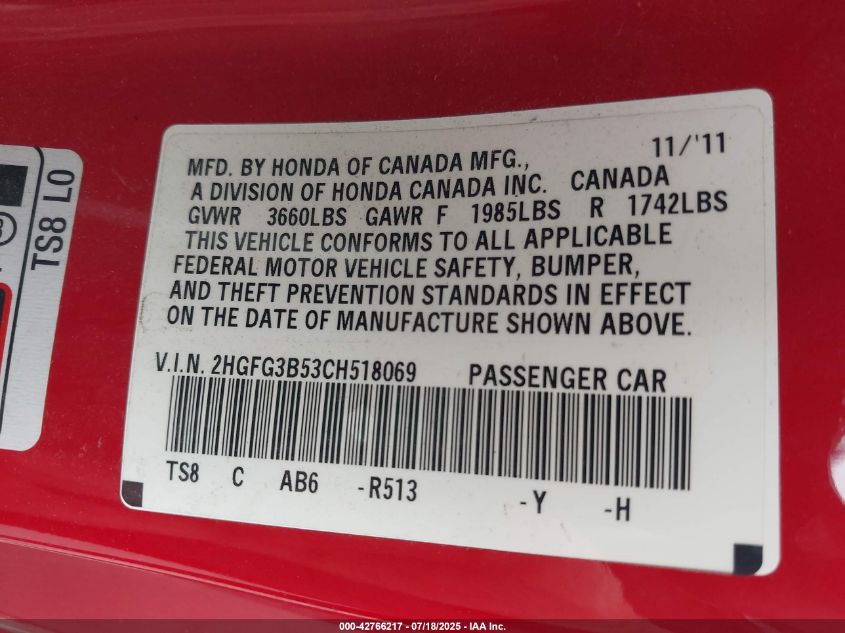 11/'11
MFD. BY HONDA OF CANADA MFG.,
A DIVISION OF HONDA CANADA INC. CANADA
GVWR 3660LBS GAWR F 1985LBS R 1742LBS
THIS VEHICLE CONFORMS TO ALL APPLICABLE
FEDERAL MOTOR VEHICLE SAFETY, BUMPER,
AND THEFT PREVENTION STANDARDS IN EFFECT
ON THE DATE OF MANUFACTURE SHOWN ABOVE.
V.I.N. 2HGFG3B53CH518069 PASSENGER CAR
TS8 C AB6 -R513 -Y -H
TS8 L0
000-42766217 - 07/18/2025 - IAA Inc.